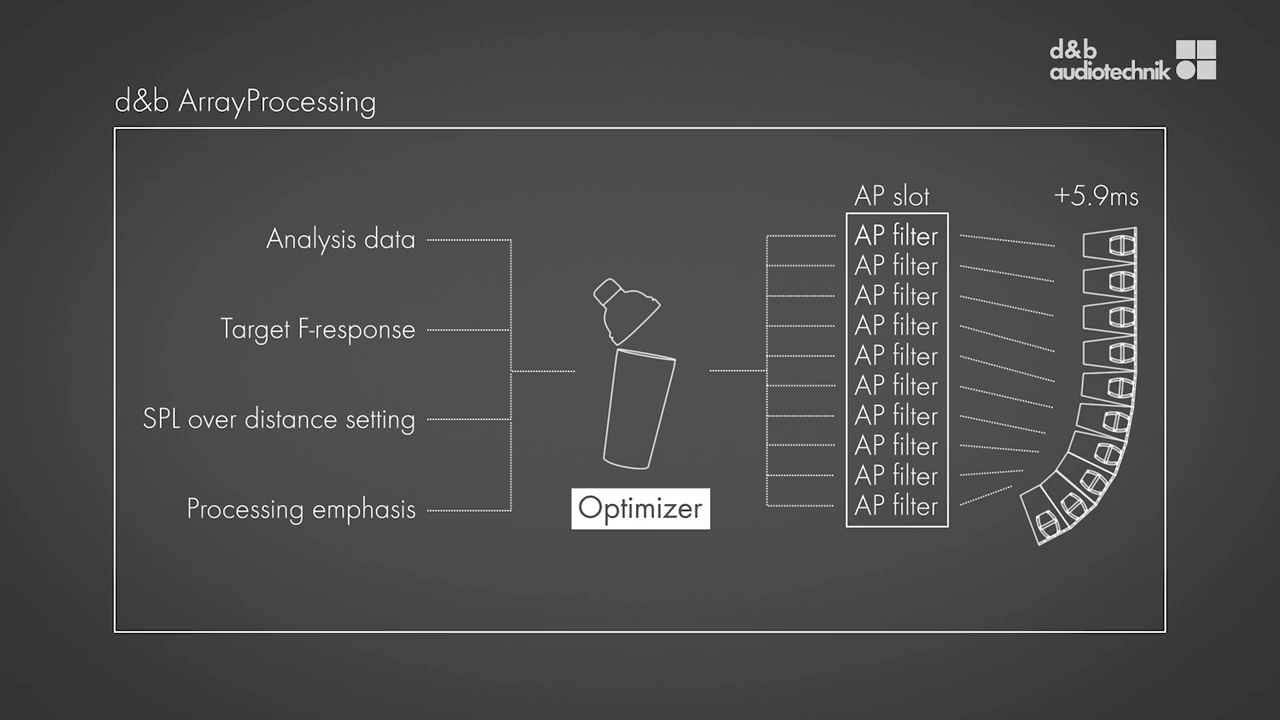 d&b
audiotechnik
d&b ArrayProcessing
AP slot
+5.9ms
Analysis data
Target F-response
SPL over distance setting
Processing emphasis
Optimizer
AP filter
AP filter
AP filter
AP filter
AP filter
AP filter
AP filter
AP filter
AP filter
AP filter